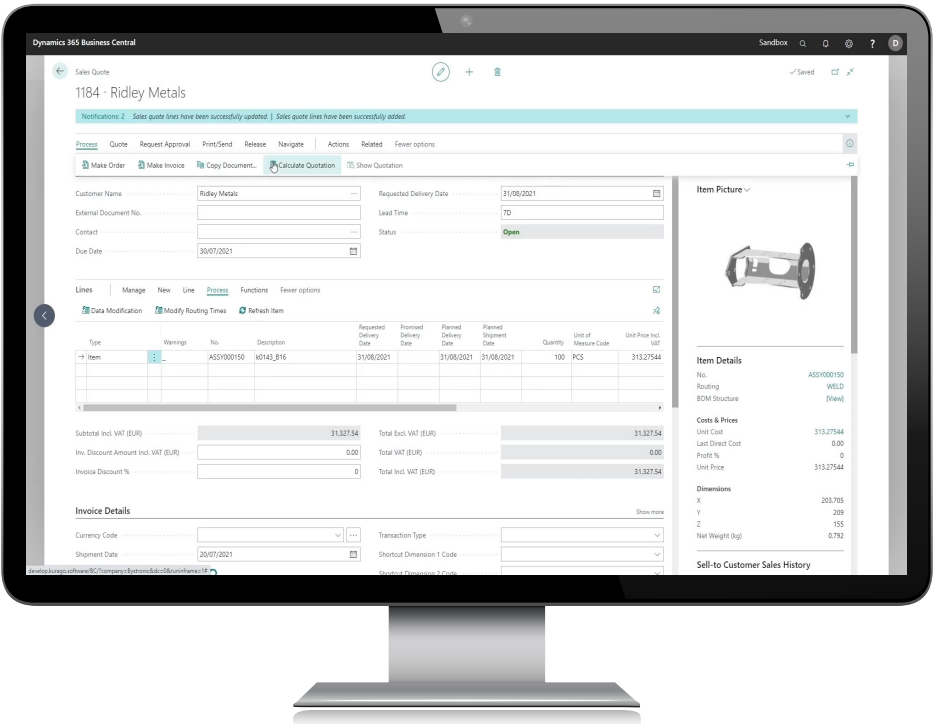 Dynamics 365 Business Central
Sandbox ? D
Sales Quote
Saved
1184 · Ridley Metals
Notifications: 2 Sales quote lines have been successfully updated. | Sales quote lines have been successfully added.
Process Quote Request Approval Print/Send Release Navigate Actions Related Fewer options
Make Order Make Invoice Copy Document... Calculate Quotation Show Quotation
Customer Name Ridley Metals Requested Delivery Date 31/08/2021
External Document No. Lead Time 7D
Contact Status Open
Due Date 30/07/2021
Lines Manage New Line Process Functions Fewer options
Data Modification Modify Routing Times Refresh Item
Type Warnings No. Description Requested Delivery Date Promised Delivery Date Planned Delivery Date Planned Shipment Date Quantity Unit of Measure Code Unit Price Incl. VAT
Item _ ASSY000150 k0143_B16 31/08/2021 31/08/2021 31/08/2021 100 PCS 313.27544
Subtotal Incl. VAT (EUR) 31,327.54 Total Excl. VAT (EUR) 31,327.54
Inv. Discount Amount Incl. VAT (EUR) 0.00 Total VAT (EUR) 0.00
Invoice Discount % 0 Total Incl. VAT (EUR) 31,327.54
Invoice Details Show more
Currency Code Transaction Type
Shipment Date 20/07/2021 Shortcut Dimension 1 Code
Shortcut Dimension 2 Code
develop.kurago.software/BC/?company=Bystronic&dc=0&runinframe=1#
Item Picture
Item Details
No. ASSY000150
Routing WELD
BOM Structure [View]
Costs & Prices
Unit Cost 313.27544
Last Direct Cost 0.00
Profit % 0
Unit Price 313.27544
Dimensions
X 203.705
Y 209
Z 155
Net Weight (kg) 0.792
Sell-to Customer Sales History